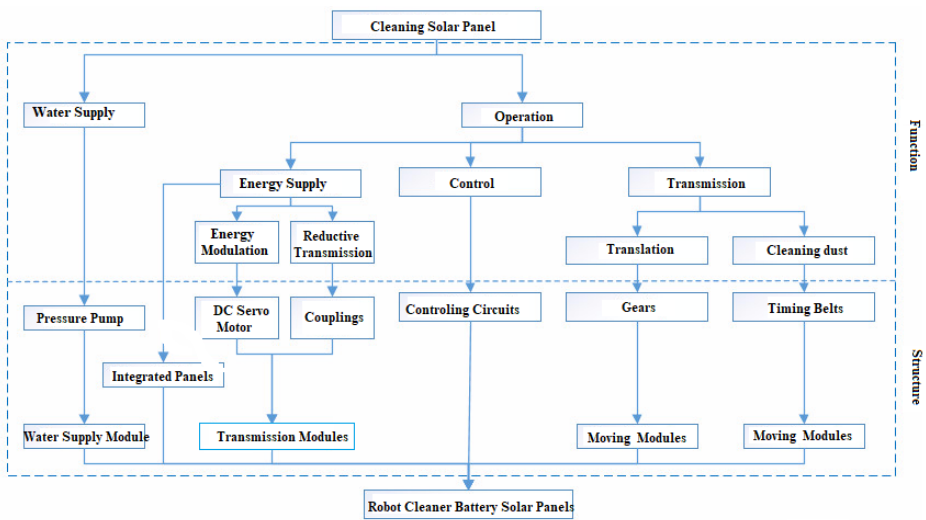 Cleaning Solar Panel
Water Supply
Operation
Function
Energy Supply
Control
Transmission
Energy
Modulation
Reductive
Transmission
Translation
Cleaning dust
Pressure Pump
DC Servo
Motor
Couplings
Controling Circuits
Gears
Timing Belts
Structure
Integrated Panels
Water Supply Module
Transmission Modules
Moving Modules
Moving Modules
Robot Cleaner Battery Solar Panels